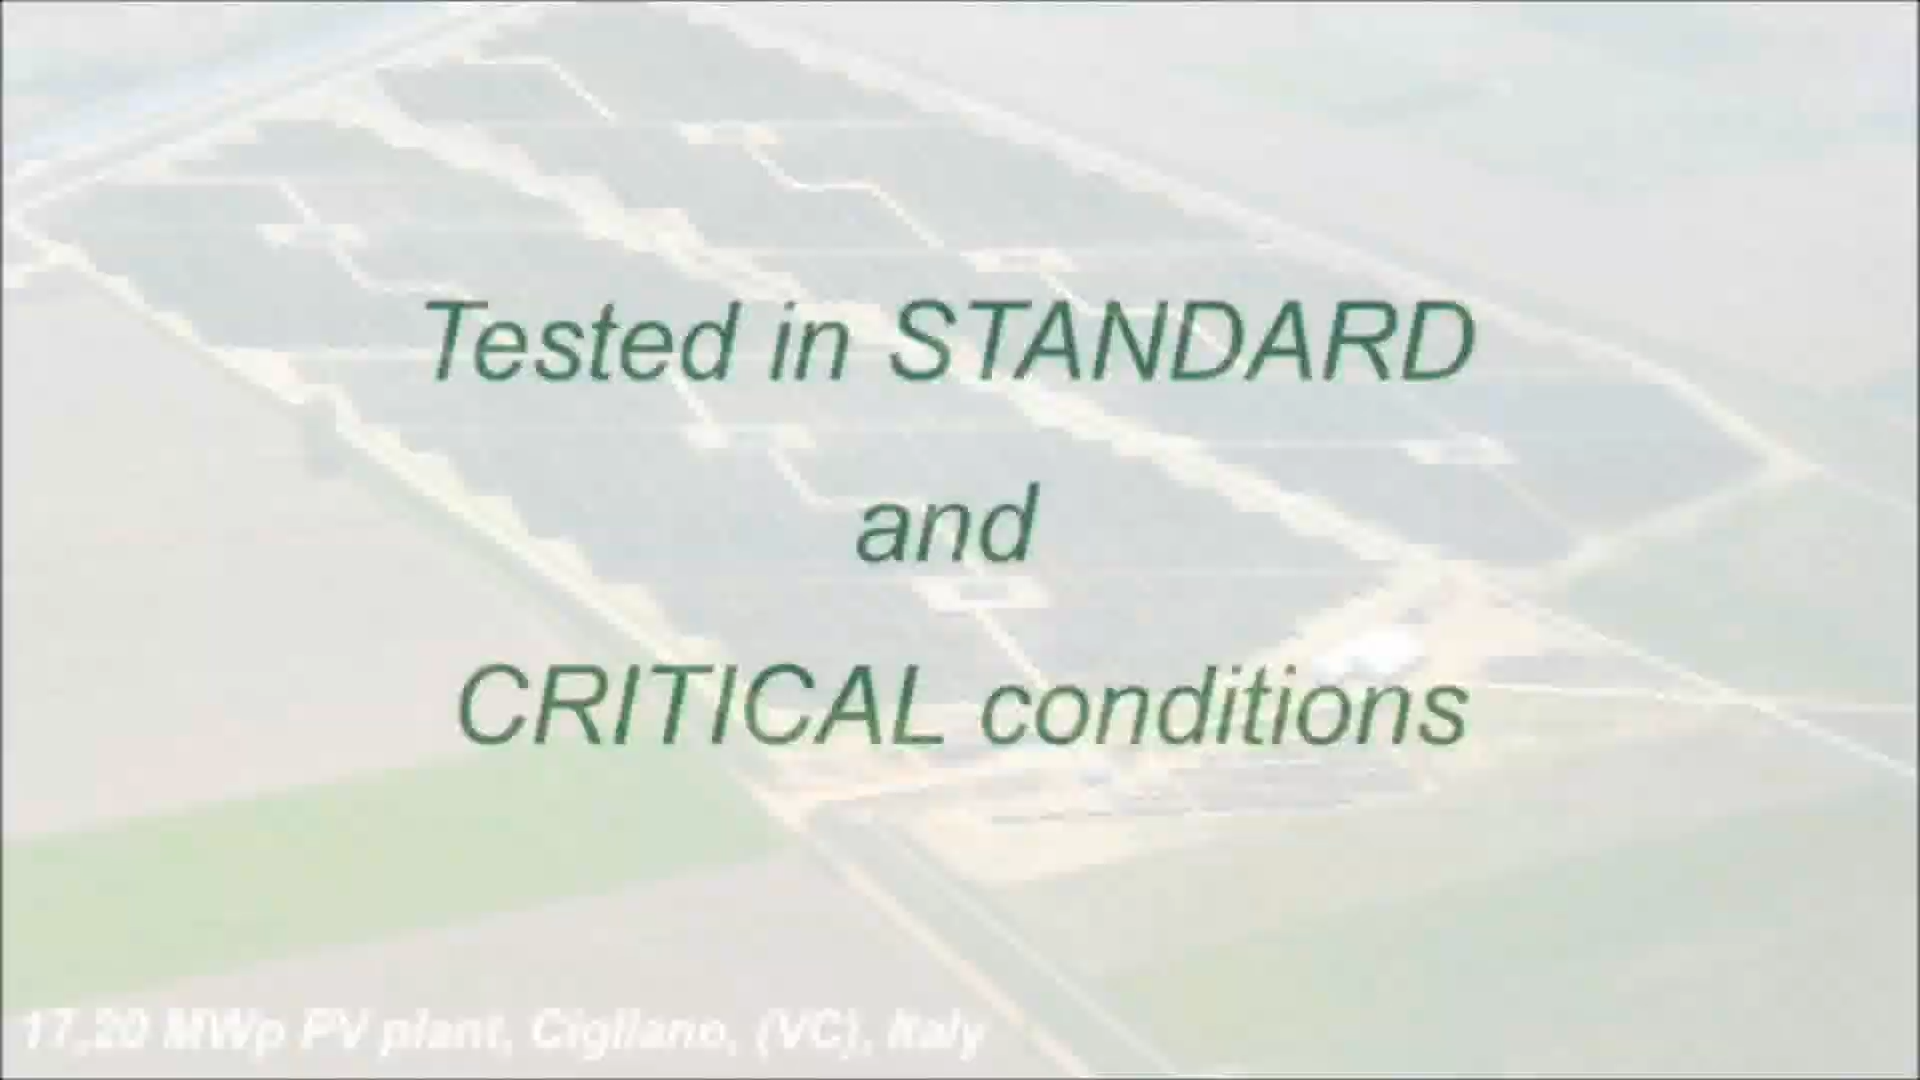 Tested in STANDARD
and
CRITICAL conditions
17,20 MWp PV plant, Cigliano, (VC), Italy